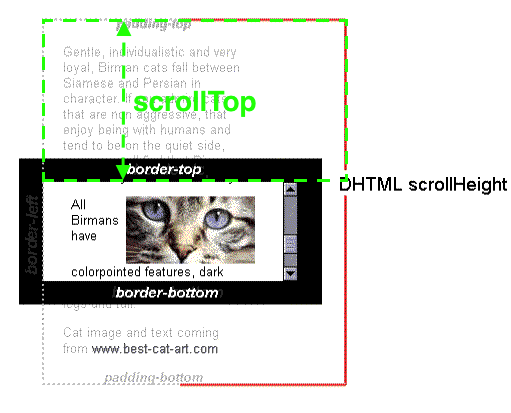 padding-top
Gentle, individualistic and very
loyal, Birman cats fall between
Siamese and Persian in
character. If
that are non aggressive, that
enjoy being with humans and
tend to be on the quiet side,
scrollTop
border-top
DHTML scrollHeight
border-left
All
Birmans
have
colorpointed features, dark
border-bottom
legs and tail.
Cat image and text coming
from www.best-cat-art.com
padding-bottom